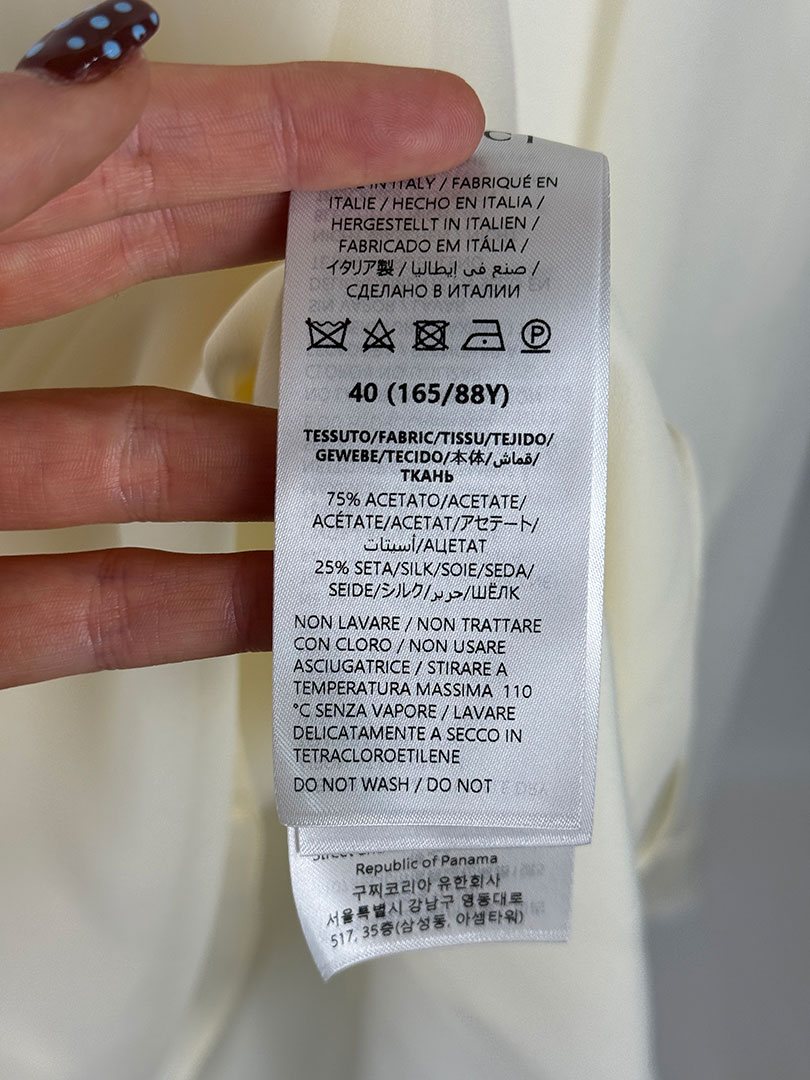 IN ITALY / FABRIQUÉ EN
ITALIE / HECHO EN ITALIA /
HERGESTELLT IN ITALIEN /
FABRICADO EM ITÁLIA /
イタリア製 / صنع في إيطاليا /
СДЕЛАНО В ИТАЛИИ
P
40 (165/88Y)
TESSUTO/FABRIC/TISSU/TEJIDO/
GEWEBE/TECIDO/本体/قماش/
ТКАНЬ
75% ACETATO/ACETATE/
ACÉTATE/ACETAT/アセテート/
أسيتات/АЦЕТАТ
25% SETA/SILK/SOIE/SEDA/
SEIDE/シルク/حرير/ШЁЛК
NON LAVARE / NON TRATTARE
CON CLORO / NON USARE
ASCIUGATRICE / STIRARE A
TEMPERATURA MASSIMA 110
°C SENZA VAPORE / LAVARE
DELICATAMENTE A SECCO IN
TETRACLOROETILENE
DO NOT WASH / DO NOT
Republic of Panama
구찌코리아 유한회사
서울특별시 강남구 영동대로
517, 35층(삼성동, 아셈타워)